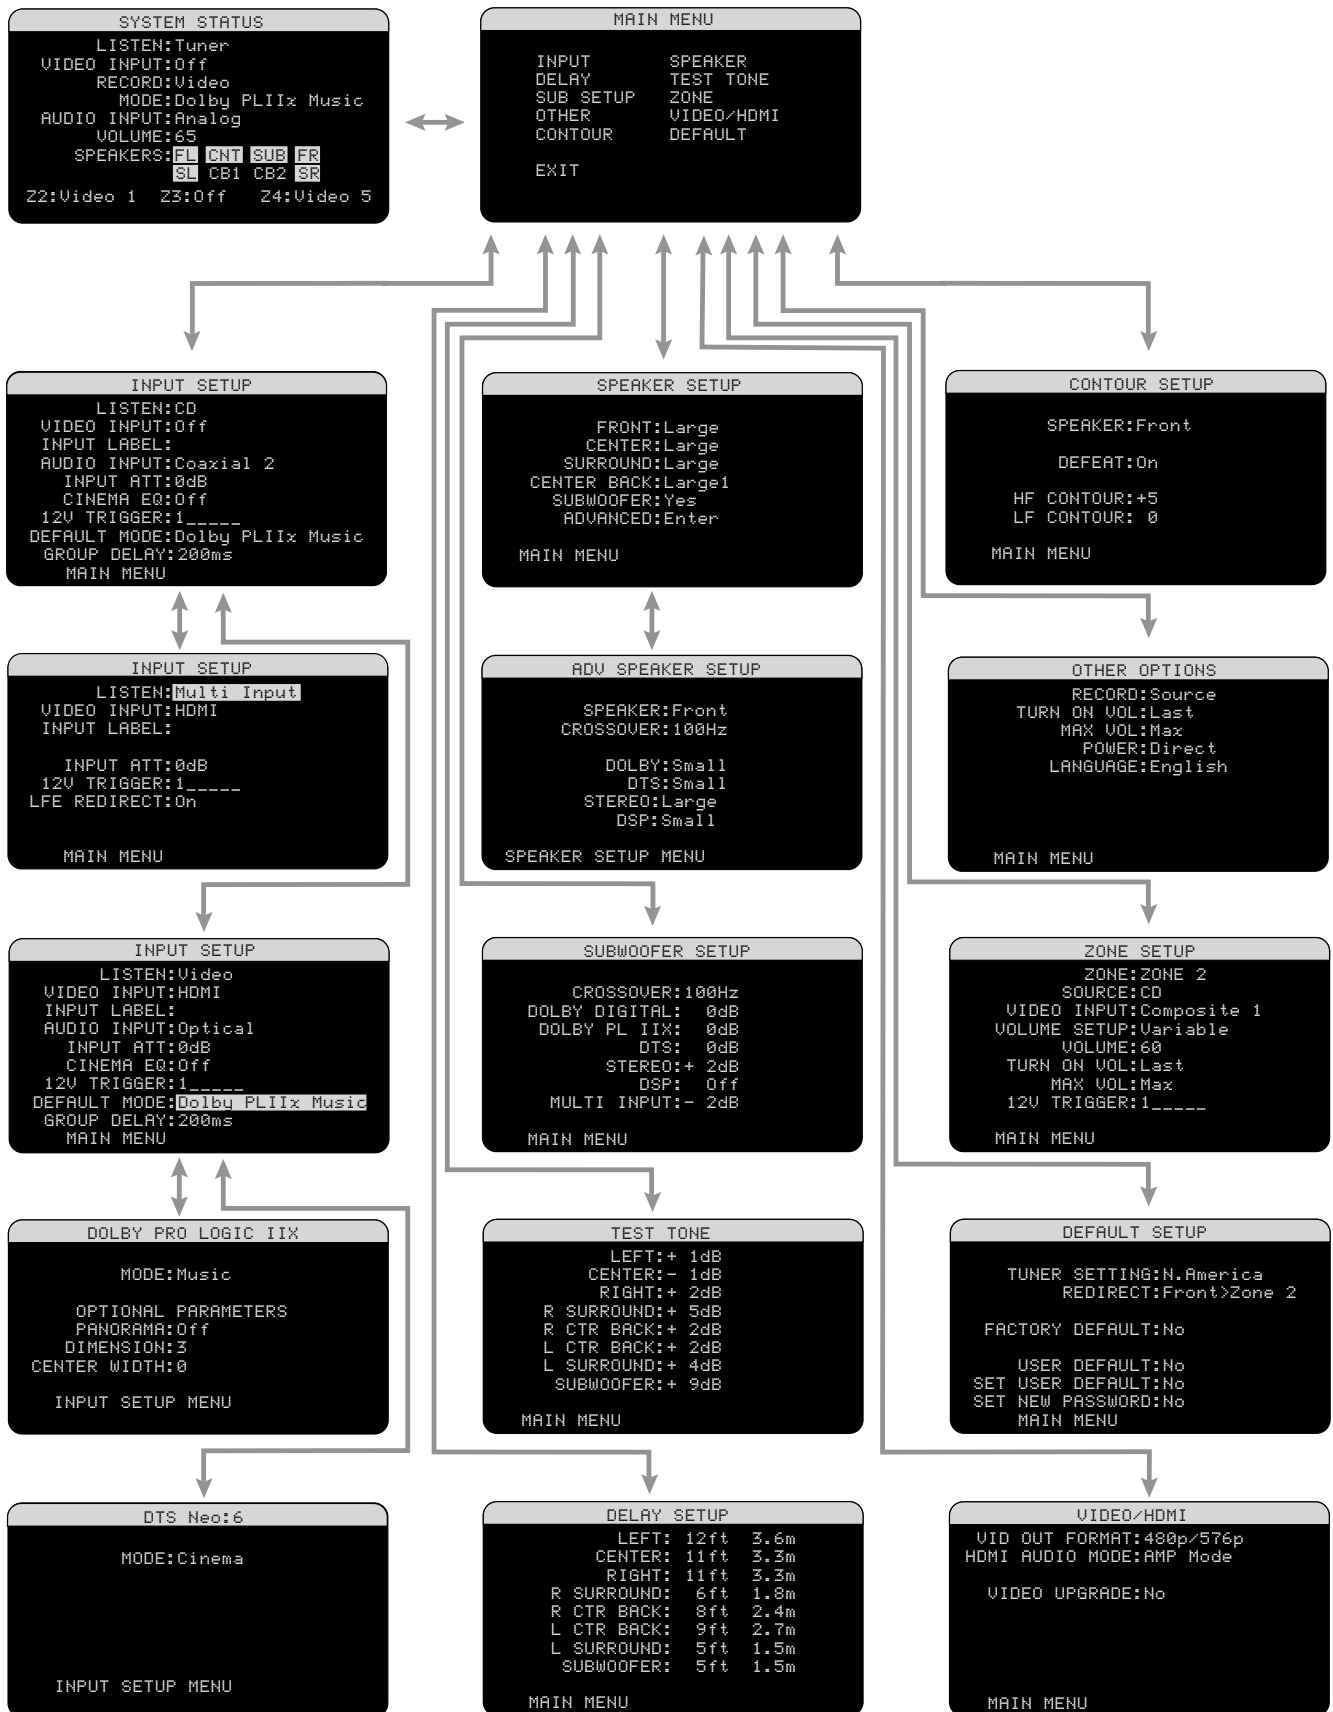 SYSTEM STATUS
LISTEN:Tuner
VIDEO INPUT:Off
RECORD:Video
MODE:Dolby PLIIx Music
AUDIO INPUT:Analog
VOLUME:65
SPEAKERS:FL CNT SUB FR
SL CB1 CB2 SR
Z2:Video 1 Z3:Off Z4:Video 5
MAIN MENU
INPUT SPEAKER
DELAY TEST TONE
SUB SETUP ZONE
OTHER VIDEO/HDMI
CONTOUR DEFAULT
EXIT
INPUT SETUP
LISTEN:CD
VIDEO INPUT:Off
INPUT LABEL:
AUDIO INPUT:Coaxial 2
INPUT ATT:0dB
CINEMA EQ:Off
12V TRIGGER:1_____
DEFAULT MODE:Dolby PLIIx Music
GROUP DELAY:200ms
MAIN MENU
SPEAKER SETUP
FRONT:Large
CENTER:Large
SURROUND:Large
CENTER BACK:Large1
SUBWOOFER:Yes
ADVANCED:Enter
MAIN MENU
CONTOUR SETUP
SPEAKER:Front
DEFEAT:On
HF CONTOUR:+5
LF CONTOUR: 0
MAIN MENU
INPUT SETUP
LISTEN:Multi Input
VIDEO INPUT:HDMI
INPUT LABEL:
INPUT ATT:0dB
12V TRIGGER:1_____
LFE REDIRECT:On
MAIN MENU
ADV SPEAKER SETUP
SPEAKER:Front
CROSSOVER:100Hz
DOLBY:Small
DTS:Small
STEREO:Large
DSP:Small
SPEAKER SETUP MENU
OTHER OPTIONS
RECORD:Source
TURN ON VOL:Last
MAX VOL:Max
POWER:Direct
LANGUAGE:English
MAIN MENU
INPUT SETUP
LISTEN:Video
VIDEO INPUT:HDMI
INPUT LABEL:
AUDIO INPUT:Optical
INPUT ATT:0dB
CINEMA EQ:Off
12V TRIGGER:1_____
DEFAULT MODE:Dolby PLIIx Music
GROUP DELAY:200ms
MAIN MENU
SUBWOOFER SETUP
CROSSOVER:100Hz
DOLBY DIGITAL: 0dB
DOLBY PL IIX: 0dB
DTS: 0dB
STEREO:+ 2dB
DSP: Off
MULTI INPUT:- 2dB
MAIN MENU
ZONE SETUP
ZONE:ZONE 2
SOURCE:CD
VIDEO INPUT:Composite 1
VOLUME SETUP:Variable
VOLUME:60
TURN ON VOL:Last
MAX VOL:Max
12V TRIGGER:1_____
MAIN MENU
DOLBY PRO LOGIC IIX
MODE:Music
OPTIONAL PARAMETERS
PANORAMA:Off
DIMENSION:3
CENTER WIDTH:0
INPUT SETUP MENU
TEST TONE
LEFT:+ 1dB
CENTER:- 1dB
RIGHT:+ 2dB
R SURROUND:+ 5dB
R CTR BACK:+ 2dB
L CTR BACK:+ 2dB
L SURROUND:+ 4dB
SUBWOOFER:+ 9dB
MAIN MENU
DEFAULT SETUP
TUNER SETTING:N.America
REDIRECT:Front>Zone 2
FACTORY DEFAULT:No
USER DEFAULT:No
SET USER DEFAULT:No
SET NEW PASSWORD:No
MAIN MENU
DTS Neo:6
MODE:Cinema
INPUT SETUP MENU
DELAY SETUP
LEFT: 12ft 3.6m
CENTER: 11ft 3.3m
RIGHT: 11ft 3.3m
R SURROUND: 6ft 1.8m
R CTR BACK: 8ft 2.4m
L CTR BACK: 9ft 2.7m
L SURROUND: 5ft 1.5m
SUBWOOFER: 5ft 1.5m
MAIN MENU
VIDEO/HDMI
VID OUT FORMAT:480p/576p
HDMI AUDIO MODE:AMP Mode
VIDEO UPGRADE:No
MAIN MENU